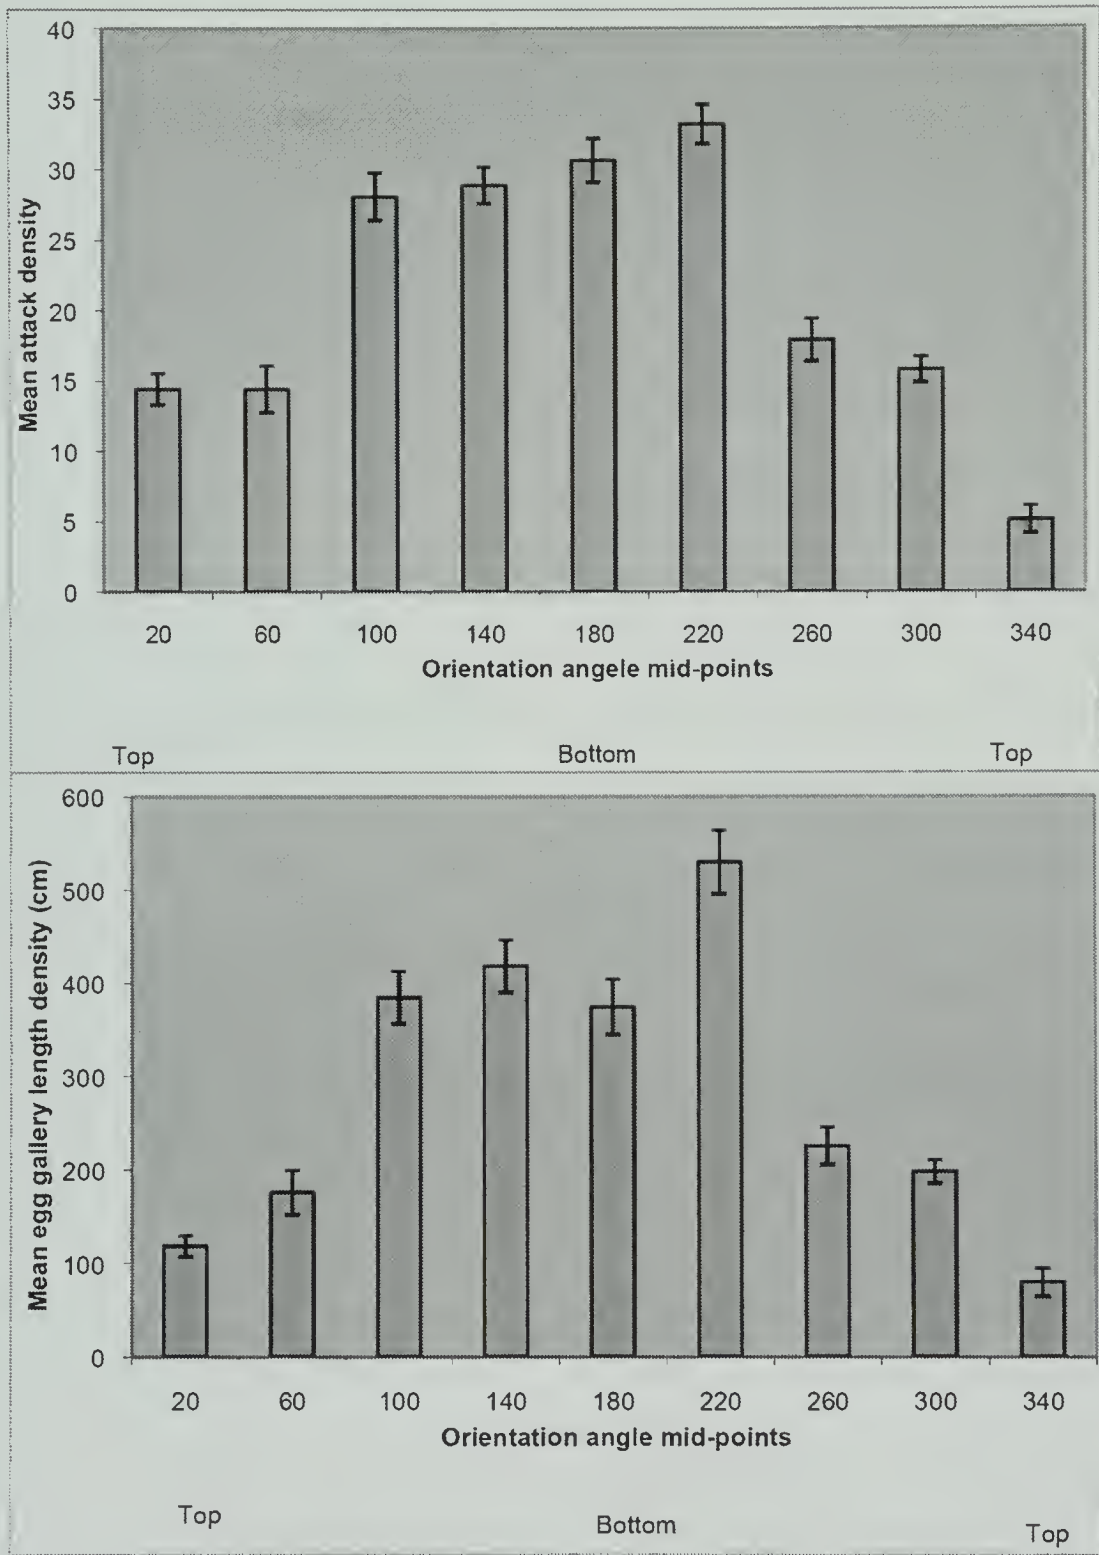 40
35
30
25
20
15
10
5
0
Mean attack density
20 60 100 140 180 220 260 300 340
Orientation angele mid-points
Top Bottom Top
600
500
400
300
200
100
0
Mean egg gallery length density (cm)
20 60 100 140 180 220 260 300 340
Orientation angle mid-points
Top Bottom Top